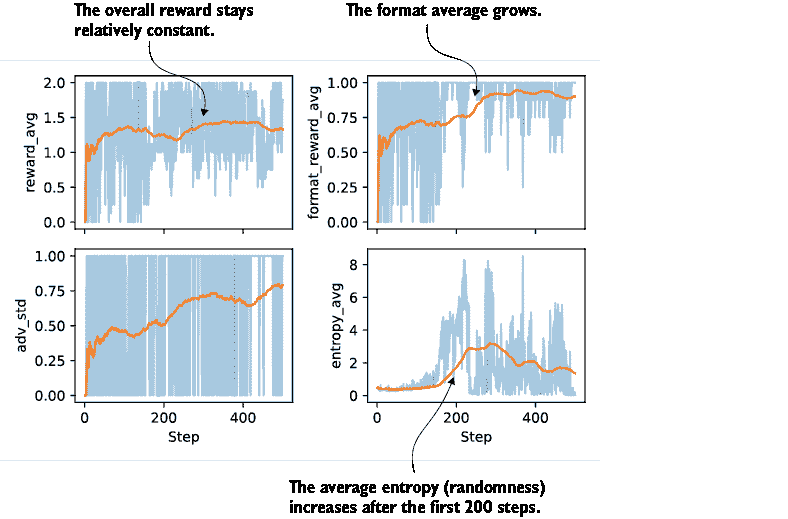 The overall reward stays
relatively constant.
The format average grows.
reward_avg
2.0
1.5
1.0
0.5
0.0
format_reward_avg
1.00
0.75
0.50
0.25
0.00
adv_std
1.00
0.75
0.50
0.25
0.00
0
200
400
Step
entropy_avg
8
6
4
2
0
0
200
400
Step
The average entropy (randomness)
increases after the first 200 steps.